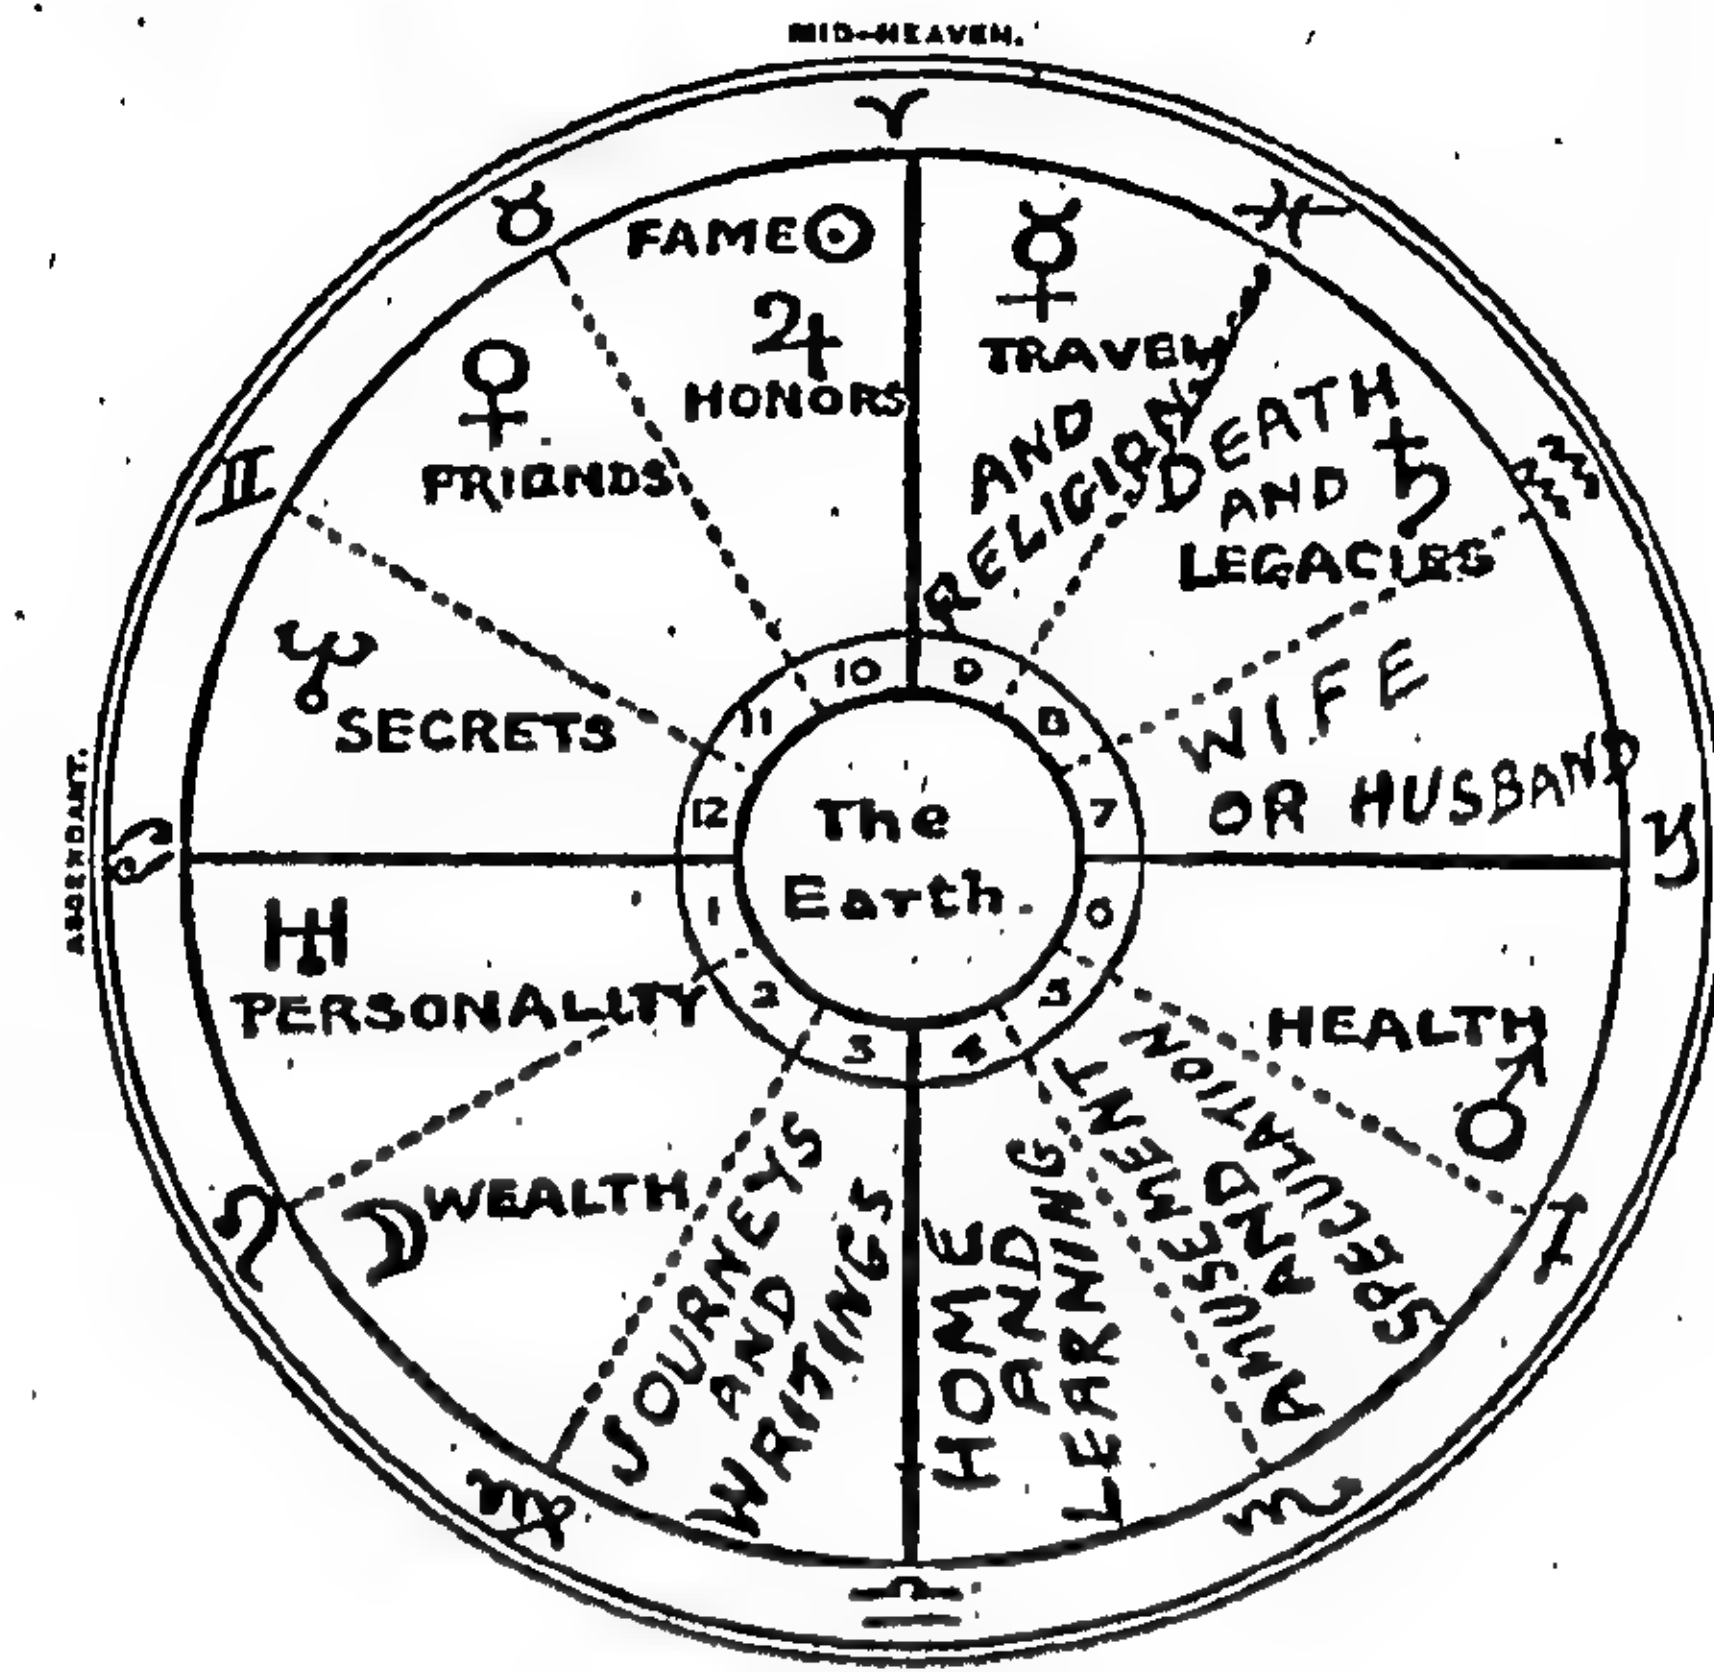 MID-HEAVEN.
♈
♉
♓
FAME ☉
♃
HONORS
☿
TRAVEL
AND
RELIGION
♀
FRIENDS
DEATH
AND ♄
LEGACIES
♊
♒
♆
SECRETS
WIFE
OR HUSBAND
10
9
11
8
12
7
The
Earth.
1
6
2
5
3
4
ASCENDANT.
♋
♑
♅
PERSONALITY
HEALTH
♂
☽ WEALTH
♌
♐
JOURNEYS
AND
WRITINGS
HOME
AND
LEARNING
AMUSEMENT
AND
SPECULATION
♍
♏
♎